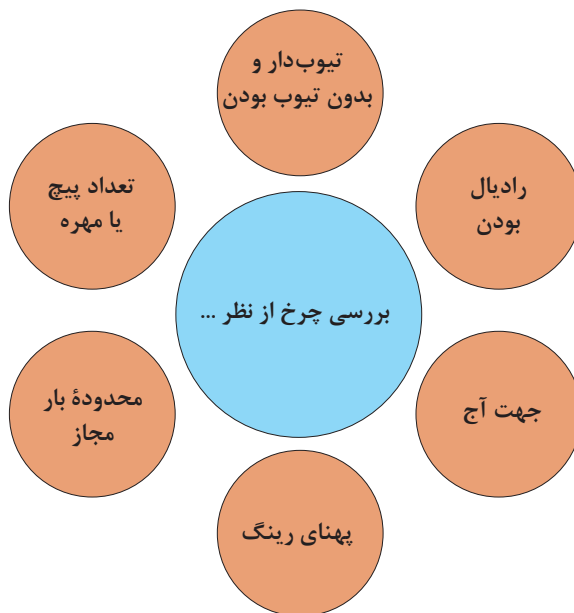 تیوب‌دار و
بدون تیوب بودن
رادیال
بودن
تعداد پیچ
یا مهره
بررسی چرخ از نظر ...
جهت آج
محدودۀ بار
مجاز
پهنای رینگ